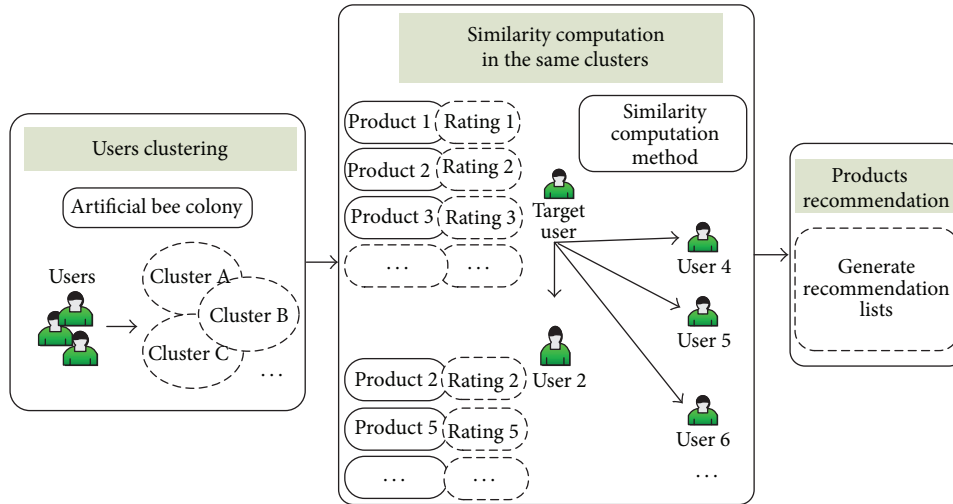 Users clustering
Artificial bee colony
Users
Cluster A
Cluster B
Cluster C
...
Similarity computation
in the same clusters
Product 1 Rating 1
Product 2 Rating 2
Product 3 Rating 3
... ...
Similarity
computation
method
Target
user
User 4
User 5
User 2
User 6
...
Product 2 Rating 2
Product 5 Rating 5
... ...
Products
recommendation
Generate
recommendation
lists